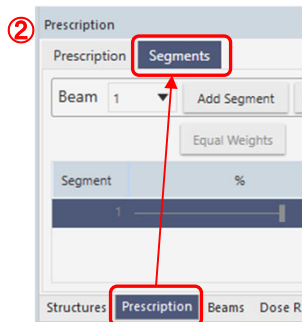 ②
Prescription
Prescription Segments
Beam 1 Add Segment
Equal Weights
Segment %
1
Structures Prescription Beams Dose R